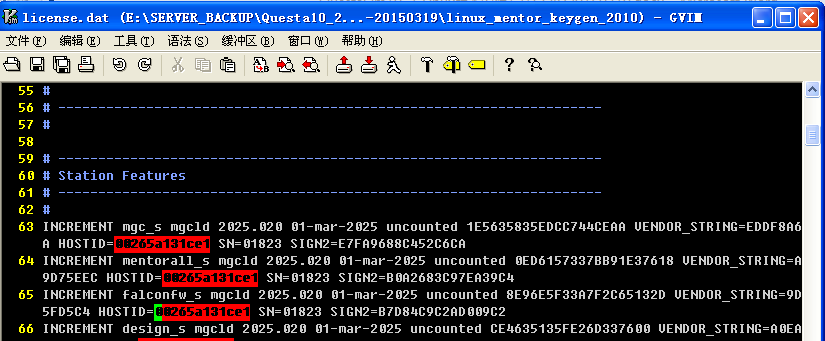 license.dat (E:\SERVER_BACKUP\Questa10_2...-20150319\linux_mentor_keygen_2010) - GVIM
文件(F) 编辑(E) 工具(T) 语法(S) 缓冲区(B) 窗口(W) 帮助(H)
55 #
56 # ----------------------------------------------------------------
57 #
58
59 # ----------------------------------------------------------------
60 # Station Features
61 # ----------------------------------------------------------------
62 #
63 INCREMENT mgc_s mgcld 2025.020 01-mar-2025 uncounted 1E5635835EDCC744CEAA VENDOR_STRING=EDDF8A6
A HOSTID=00265a131ce1 SN=01823 SIGN2=E7FA9688C452C6CA
64 INCREMENT mentorall_s mgcld 2025.020 01-mar-2025 uncounted 0ED6157337BB91E37618 VENDOR_STRING=A
9D75EEC HOSTID=00265a131ce1 SN=01823 SIGN2=B0A2683C97EA39C4
65 INCREMENT falconfw_s mgcld 2025.020 01-mar-2025 uncounted 8E96E5F33A7F2C65132D VENDOR_STRING=9D
5FD5C4 HOSTID=00265a131ce1 SN=01823 SIGN2=B7D84C9C2AD009C2
66 INCREMENT design_s mgcld 2025.020 01-mar-2025 uncounted CE4635135FE26D337600 VENDOR_STRING=A0EA